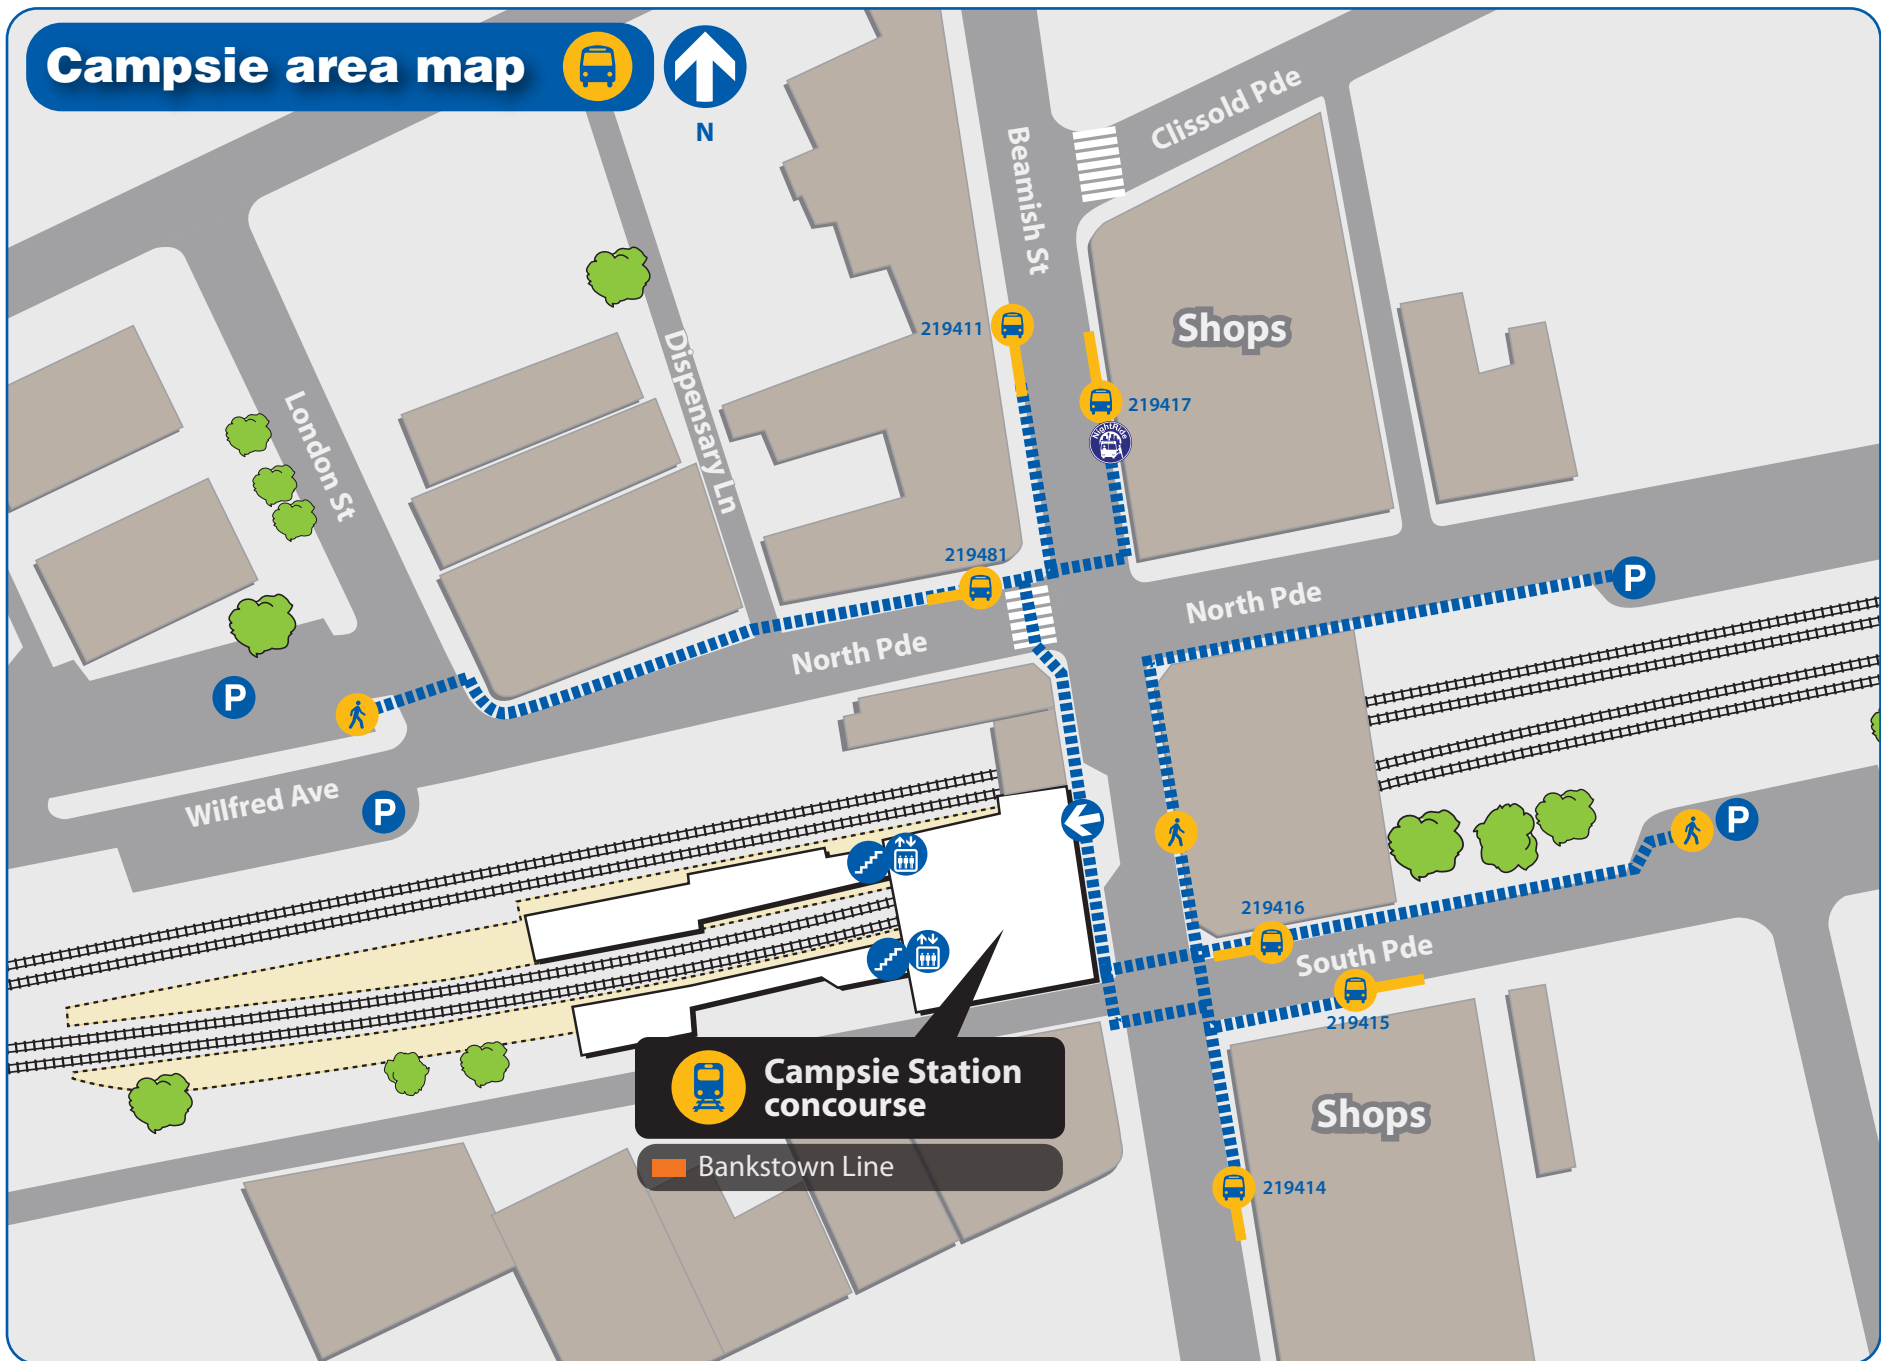 Campsie area map
N
Clissold Pde
Beamish St
219411
Shops
219417
NightRide
Dispensary Ln
London St
219481
North Pde
North Pde
P
P
Wilfred Ave
P
P
219416
South Pde
219415
Campsie Station
concourse
Bankstown Line
Shops
219414